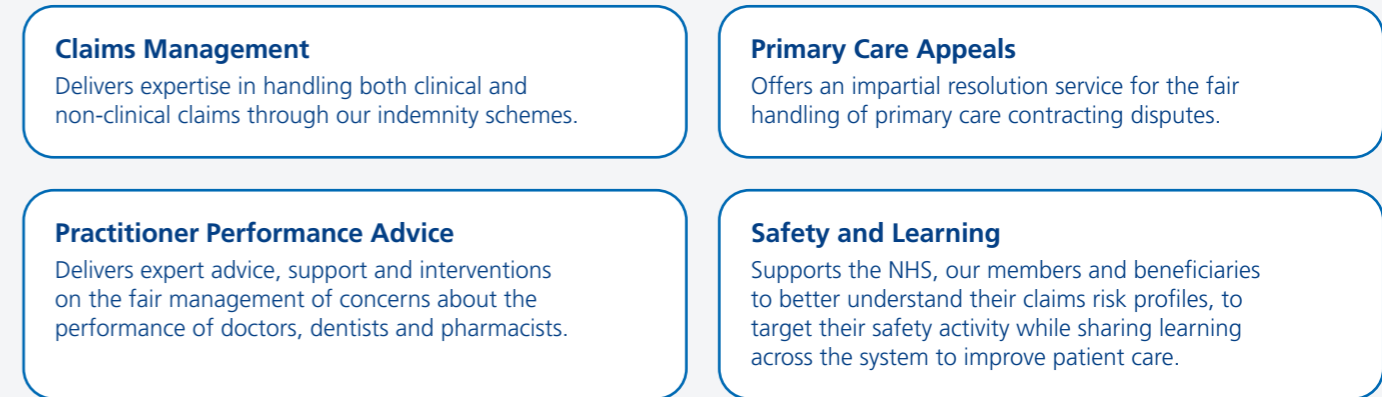 Claims Management
Delivers expertise in handling both clinical and
non-clinical claims through our indemnity schemes.
Primary Care Appeals
Offers an impartial resolution service for the fair
handling of primary care contracting disputes.
Practitioner Performance Advice
Delivers expert advice, support and interventions
on the fair management of concerns about the
performance of doctors, dentists and pharmacists.
Safety and Learning
Supports the NHS, our members and beneficiaries
to better understand their claims risk profiles, to
target their safety activity while sharing learning
across the system to improve patient care.